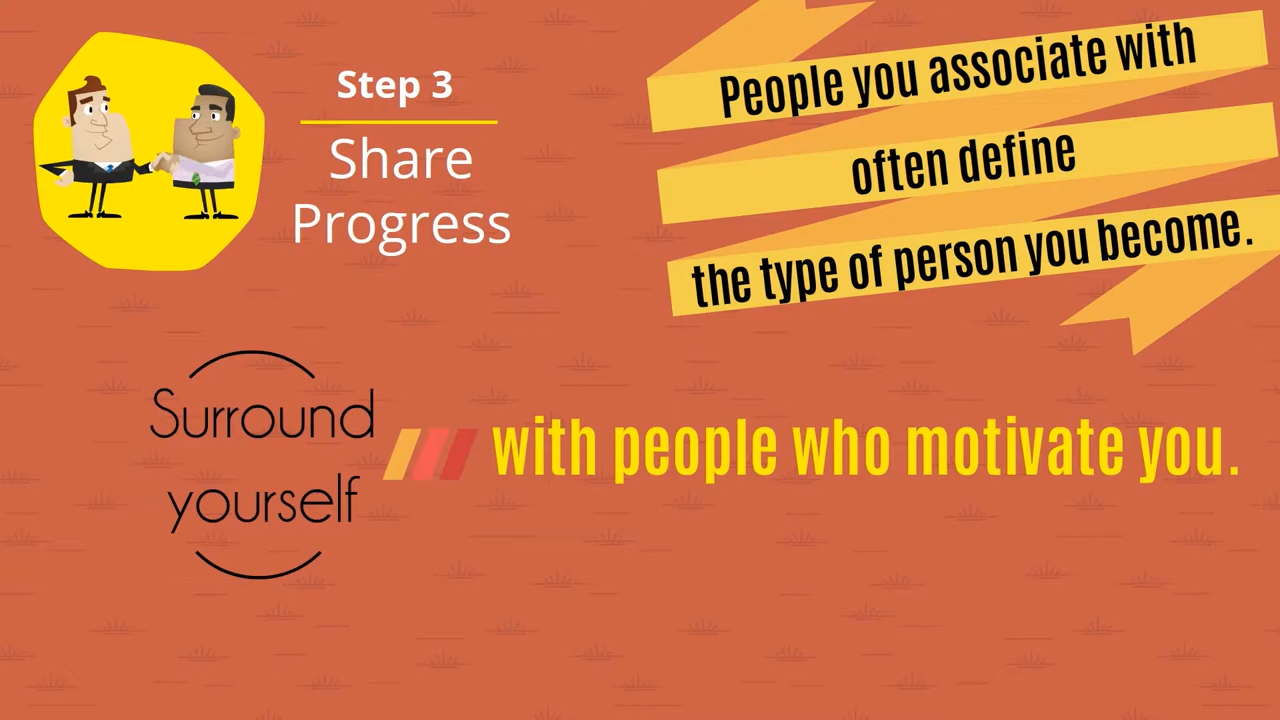 Step 3
Share
Progress
People you associate with
often define
the type of person you become.
Surround
yourself
with people who motivate you.